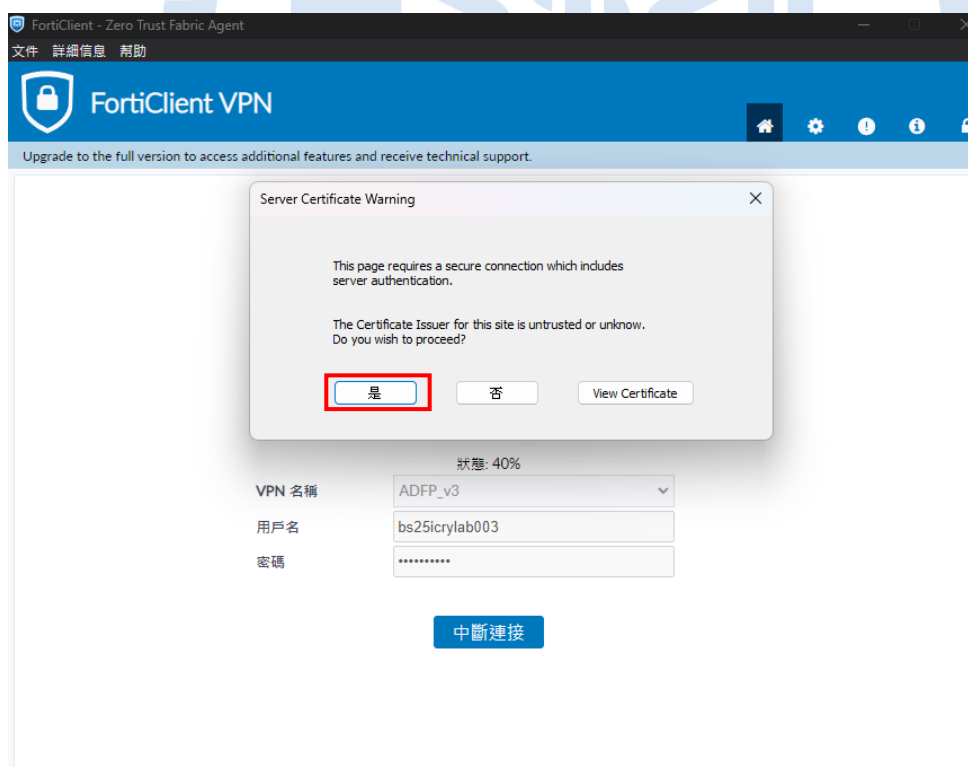 FortiClient - Zero Trust Fabric Agent
文件 詳細信息 幫助
FortiClient VPN
Upgrade to the full version to access additional features and receive technical support.
Server Certificate Warning
This page requires a secure connection which includes
server authentication.
The Certificate Issuer for this site is untrusted or unknow.
Do you wish to proceed?
是 否 View Certificate
狀態: 40%
VPN 名稱 ADFP_v3
用戶名 bs25icrylab003
密碼 ••••••••••
中斷連接